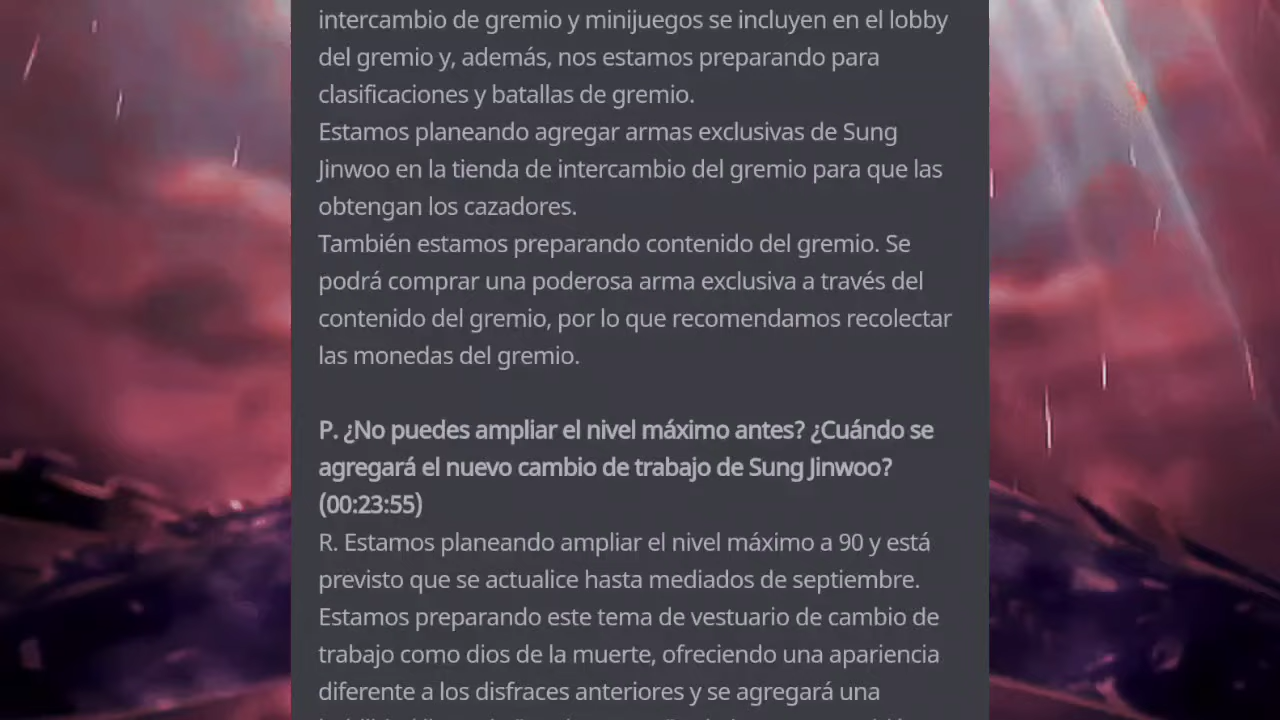 intercambio de gremio y minijuegos se incluyen en el lobby
del gremio y, además, nos estamos preparando para
clasificaciones y batallas de gremio.
Estamos planeando agregar armas exclusivas de Sung
Jinwoo en la tienda de intercambio del gremio para que las
obtengan los cazadores.
También estamos preparando contenido del gremio. Se
podrá comprar una poderosa arma exclusiva a través del
contenido del gremio, por lo que recomendamos recolectar
las monedas del gremio.
P. ¿No puedes ampliar el nivel máximo antes? ¿Cuándo se
agregará el nuevo cambio de trabajo de Sung Jinwoo?
(00:23:55)
R. Estamos planeando ampliar el nivel máximo a 90 y está
previsto que se actualice hasta mediados de septiembre.
Estamos preparando este tema de vestuario de cambio de
trabajo como dios de la muerte, ofreciendo una apariencia
diferente a los disfraces anteriores y se agregará una